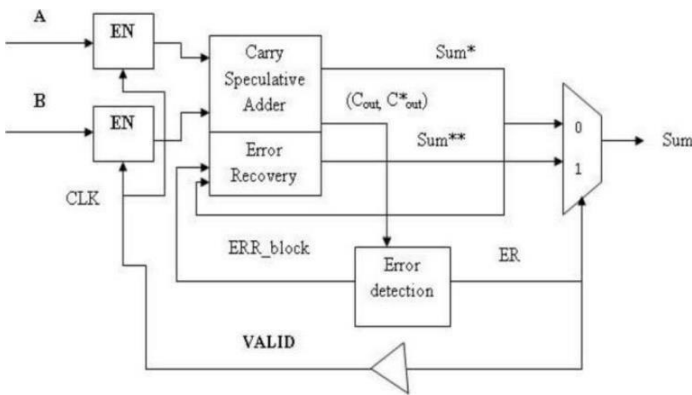 A
EN
B
EN
CLK
Carry
Speculative
Adder
Error
Recovery
Sum*
(Cout, C*out)
Sum**
0
1
Sum
ERR_block
Error
detection
ER
VALID